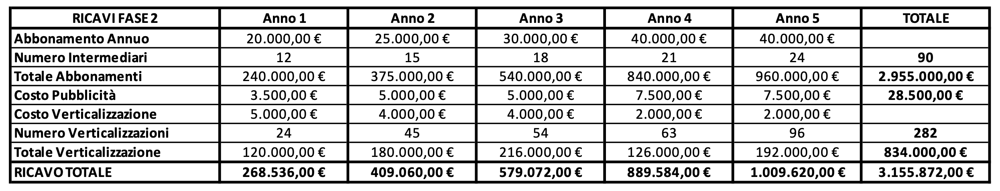 RICAVI FASE 2 Anno 1 Anno 2 Anno 3 Anno 4 Anno 5 TOTALE
Abbonamento Annuo 20.000,00 € 25.000,00 € 30.000,00 € 40.000,00 € 40.000,00 €
Numero Intermediari 12 15 18 21 24 90
Totale Abbonamenti 240.000,00 € 375.000,00 € 540.000,00 € 840.000,00 € 960.000,00 € 2.955.000,00 €
Costo Pubblicità 3.500,00 € 5.000,00 € 5.000,00 € 7.500,00 € 7.500,00 € 28.500,00 €
Costo Verticalizzazione 5.000,00 € 4.000,00 € 4.000,00 € 2.000,00 € 2.000,00 €
Numero Verticalizzazioni 24 45 54 63 96 282
Totale Verticalizzazione 120.000,00 € 180.000,00 € 216.000,00 € 126.000,00 € 192.000,00 € 834.000,00 €
RICAVO TOTALE 268.536,00 € 409.060,00 € 579.072,00 € 889.584,00 € 1.009.620,00 € 3.155.872,00 €